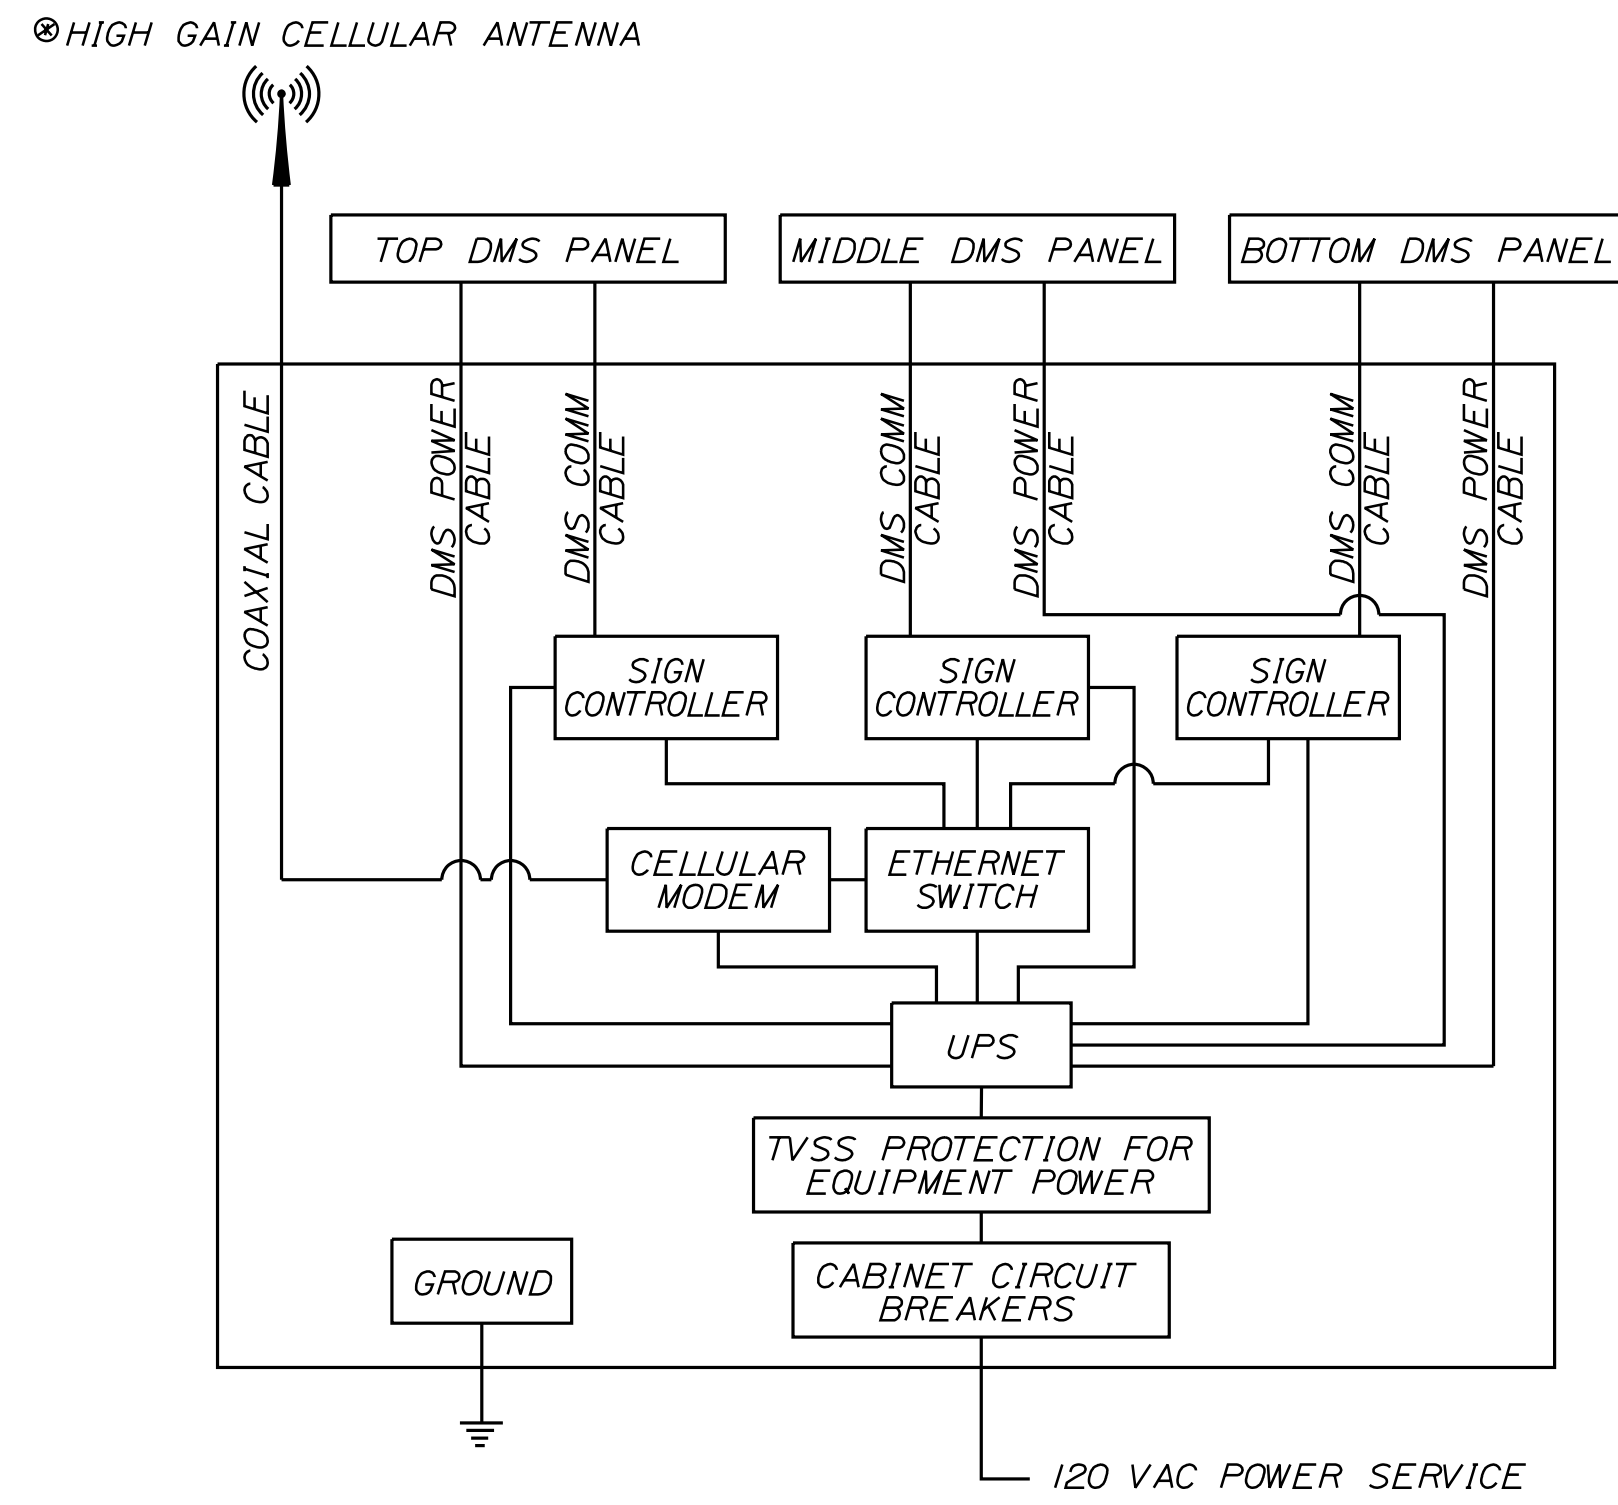 HIGH GAIN CELLULAR ANTENNA
TOP DMS PANEL
MIDDLE DMS PANEL
BOTTOM DMS PANEL
COAXIAL CABLE
DMS POWER
CABLE
DMS COMM
CABLE
DMS COMM
CABLE
DMS POWER
CABLE
DMS COMM
CABLE
DMS POWER
CABLE
SIGN
CONTROLLER
SIGN
CONTROLLER
SIGN
CONTROLLER
CELLULAR
MODEM
ETHERNET
SWITCH
UPS
TVSS PROTECTION FOR
EQUIPMENT POWER
GROUND
CABINET CIRCUIT
BREAKERS
120 VAC POWER SERVICE